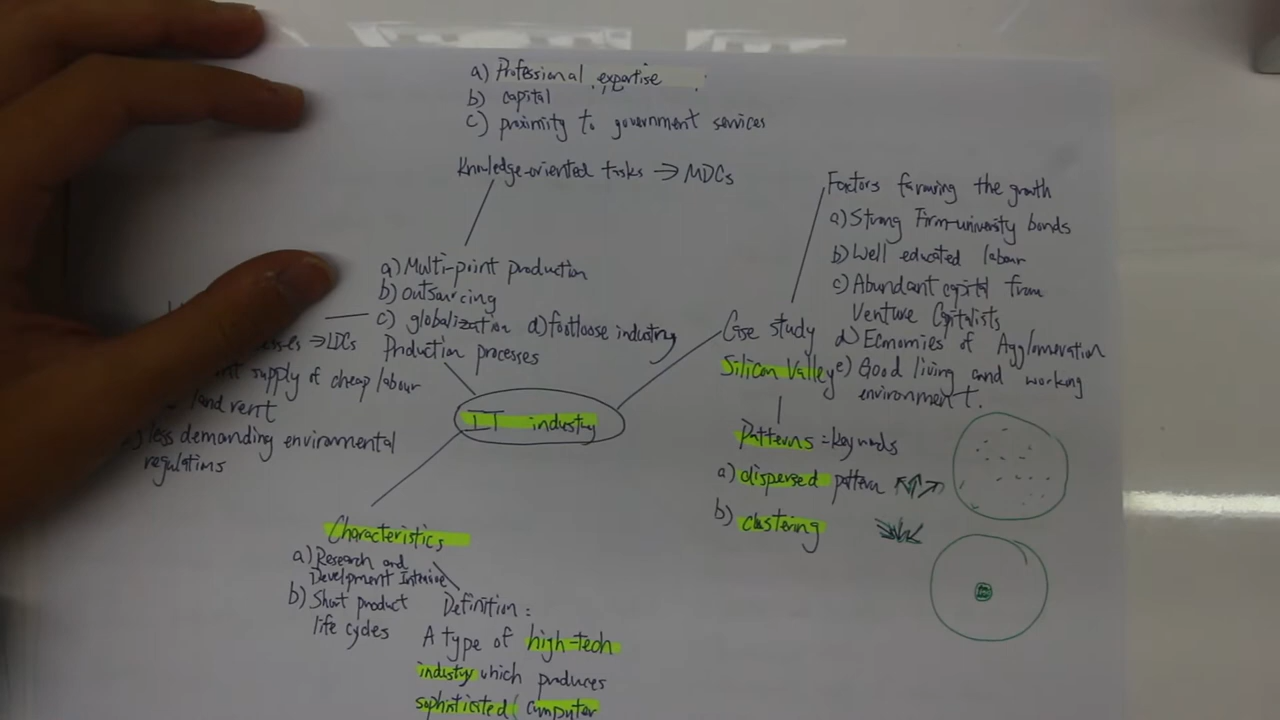 a) Professional expertise
b) capital
c) proximity to government services
Knowledge-oriented tasks → MDCs
a) Multi-point production
b) Outsourcing
c) globalization d) footloose industry
Production processes
→ LDCs
supply of cheap labour
land rent
less demanding environmental
regulations
IT industry
Characteristics
a) Research and
Development Intensive
b) Short product
life cycles
Definition :
A type of high-tech
industry which produces
sophisticated ( computer
Factors favouring the growth
a) Strong Firm-university bonds
b) Well educated labour
c) Abundant capital from
Venture Capitalists
d) Economies of Agglomeration
e) Good living and working
environment.
Case study
Silicon Valley
Patterns = keywords
a) dispersed pattern
b) clustering